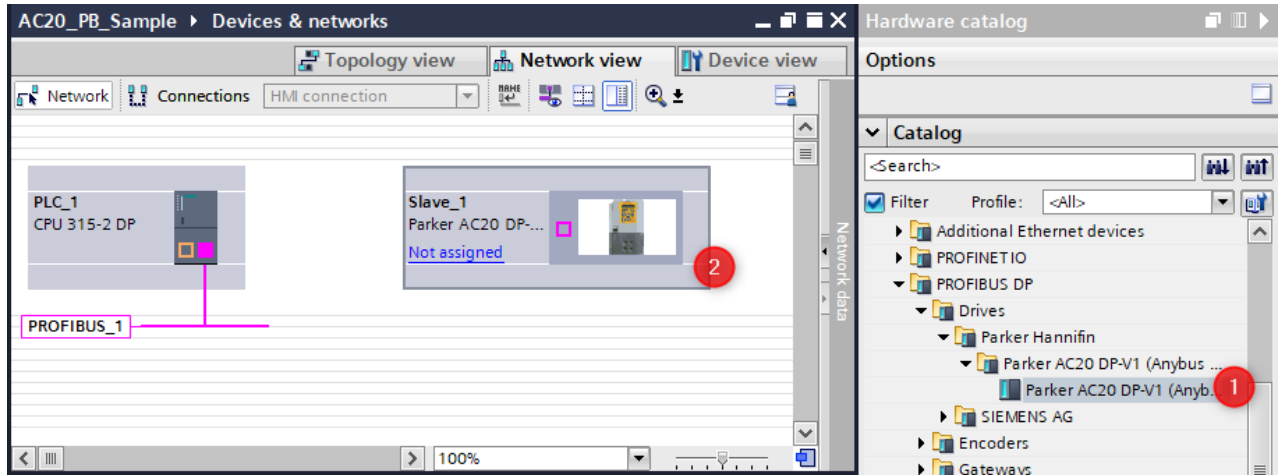 AC20_PB_Sample ▸ Devices & networks
Topology view
Network view
Device view
Network
Connections
HMI connection
PLC_1
CPU 315-2 DP
Slave_1
Parker AC20 DP-...
Not assigned
2
PROFIBUS_1
100%
Network data
Hardware catalog
Options
Catalog
<Search>
Filter
Profile:
<All>
Additional Ethernet devices
PROFINET IO
PROFIBUS DP
Drives
Parker Hannifin
Parker AC20 DP-V1 (Anybus ...
Parker AC20 DP-V1 (Anyb...
1
SIEMENS AG
Encoders
Gateways